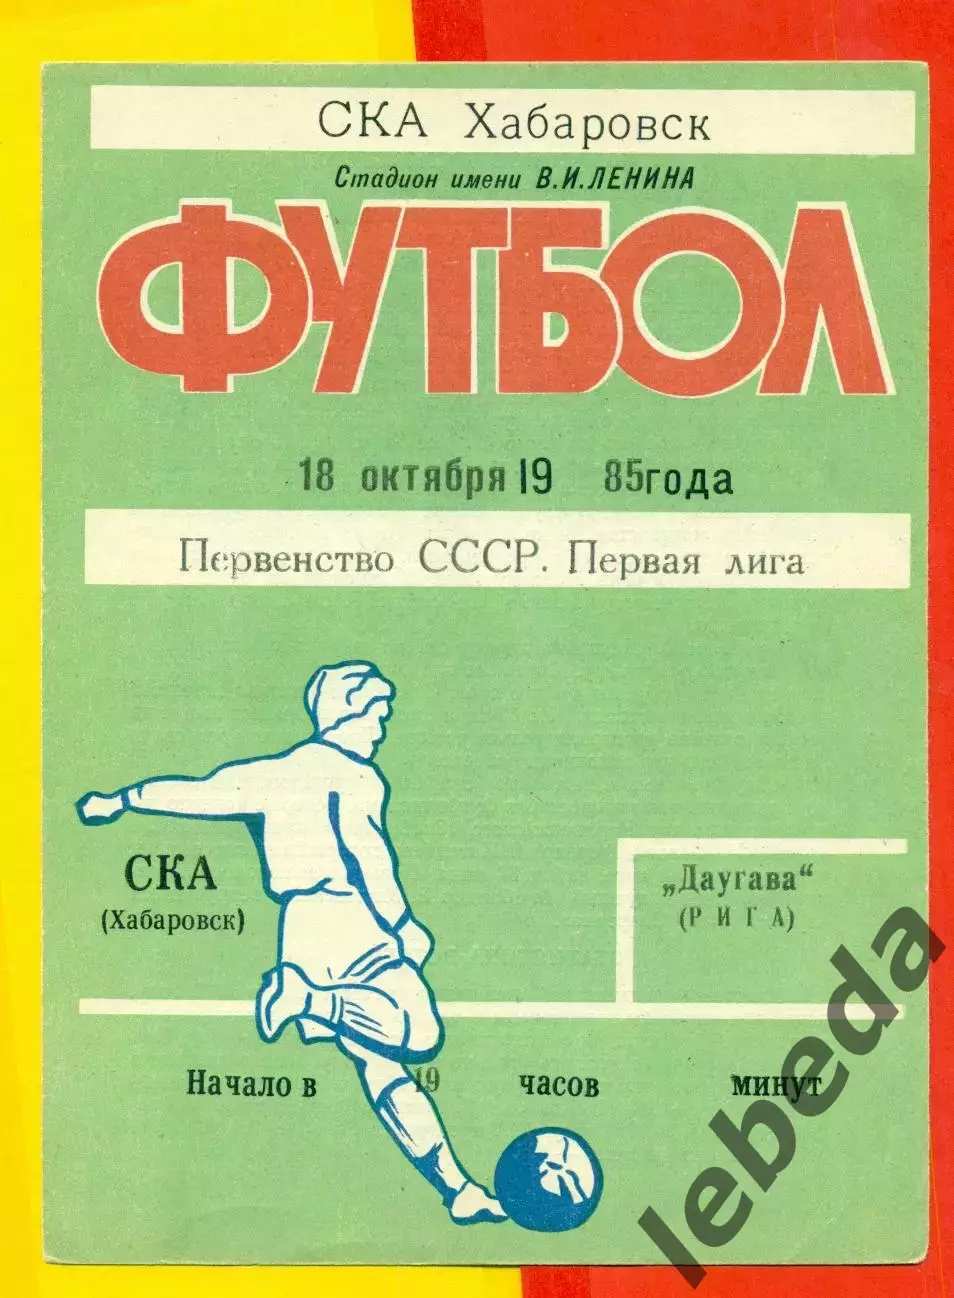 СКА Хабаровск
Стадион имени В.И.ЛЕНИНА
ФУТБОЛ
18 октября 19 85года
Первенство СССР. Первая лига
СКА
(Хабаровск)
„Даугава“
(РИГА)
Начало в 19 часов минут
lebeda